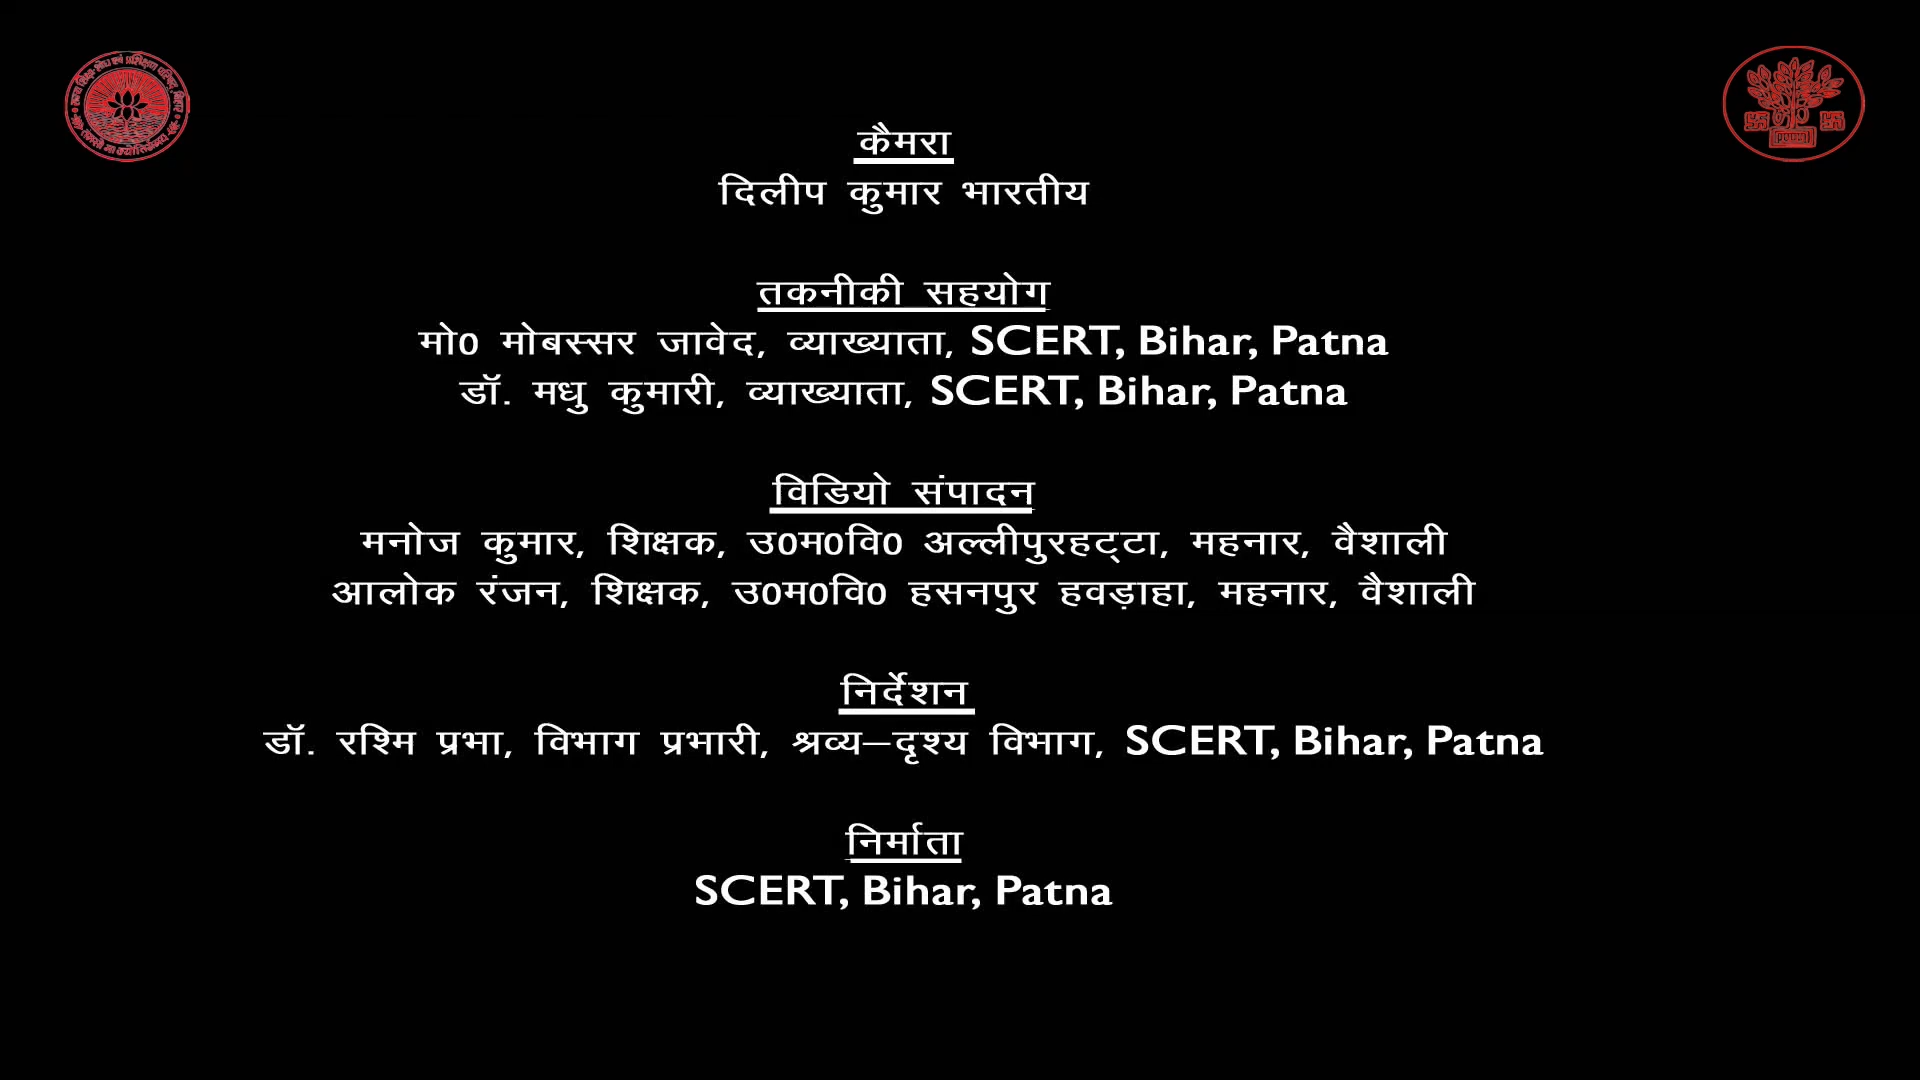 कैमरा
दिलीप कुमार भारतीय
तकनीकी सहयोग
मो0 मोबस्सर जावेद, व्याख्याता, SCERT, Bihar, Patna
डॉ. मधु कुमारी, व्याख्याता, SCERT, Bihar, Patna
विडियो संपादन
मनोज कुमार, शिक्षक, उ0म0वि0 अल्लीपुरहट्टा, महनार, वैशाली
आलोक रंजन, शिक्षक, उ0म0वि0 हसनपुर हवड़ाहा, महनार, वैशाली
निर्देशन
डॉ. रश्मि प्रभा, विभाग प्रभारी, श्रव्य–दृश्य विभाग, SCERT, Bihar, Patna
निर्माता
SCERT, Bihar, Patna